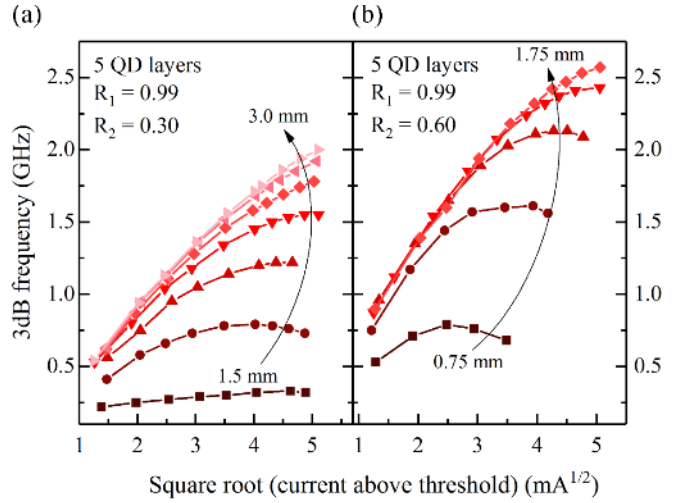 (a)
(b)
5 QD layers
R1 = 0.99
R2 = 0.30
3.0 mm
1.5 mm
5 QD layers
R1 = 0.99
R2 = 0.60
1.75 mm
0.75 mm
2.5
2.0
1.5
1.0
0.5
2.5
2.0
1.5
1.0
0.5
3dB frequency (GHz)
1 2 3 4 5 1 2 3 4 5
Square root (current above threshold) (mA^1/2)